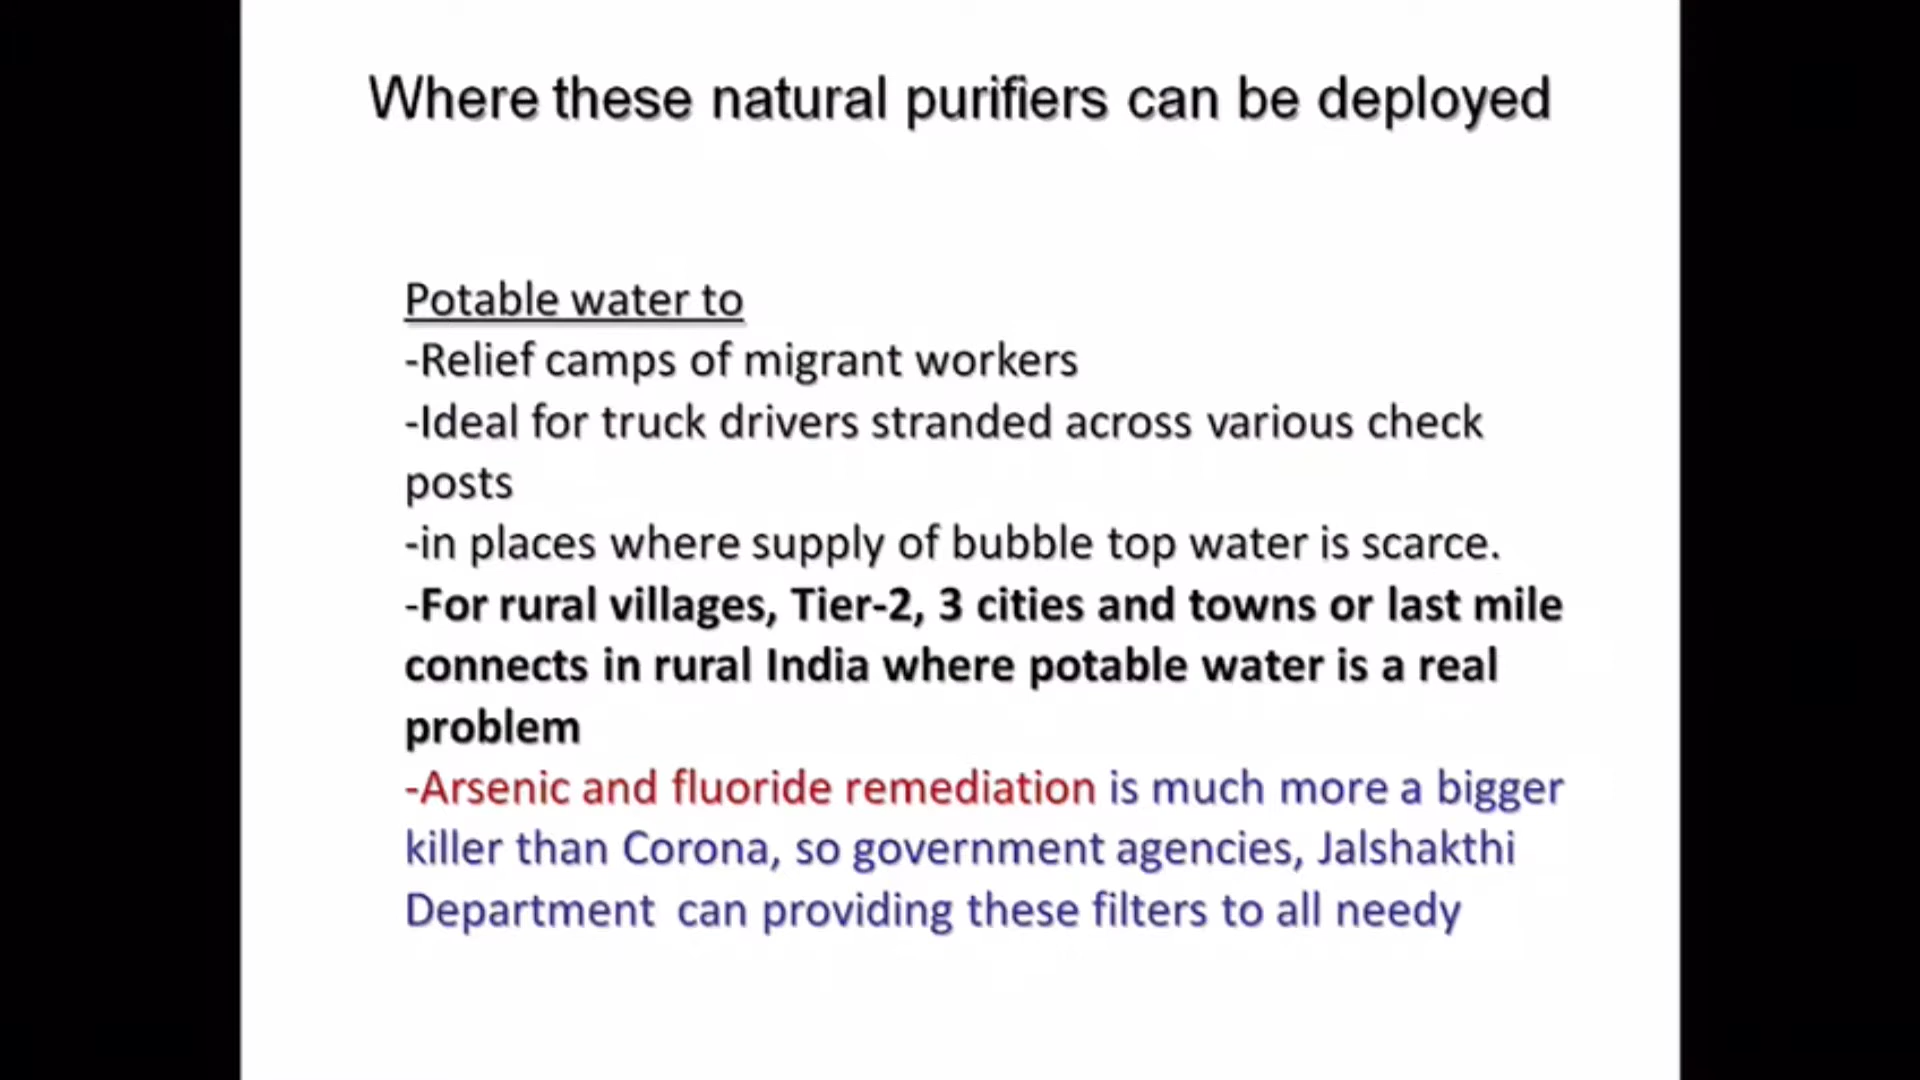 Where these natural purifiers can be deployed
Potable water to
-Relief camps of migrant workers
-Ideal for truck drivers stranded across various check
posts
-in places where supply of bubble top water is scarce.
-For rural villages, Tier-2, 3 cities and towns or last mile
connects in rural India where potable water is a real
problem
-Arsenic and fluoride remediation is much more a bigger
killer than Corona, so government agencies, Jalshakthi
Department can providing these filters to all needy